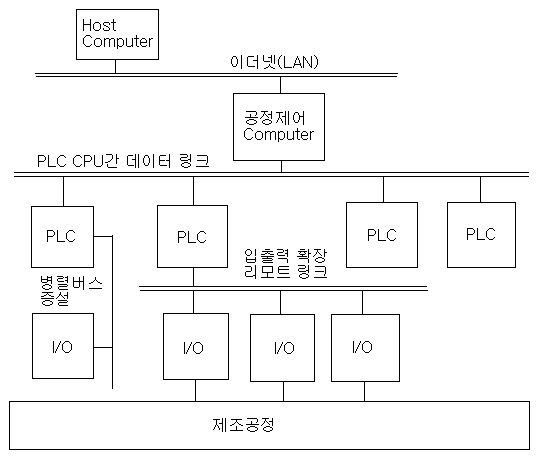 Host
Computer
이더넷(LAN)
공정제어
Computer
PLC CPU간 데이터 링크
PLC
PLC
PLC
PLC
입출력 확장
리모트 링크
병렬버스
증설
I/O
I/O
I/O
I/O
제조공정